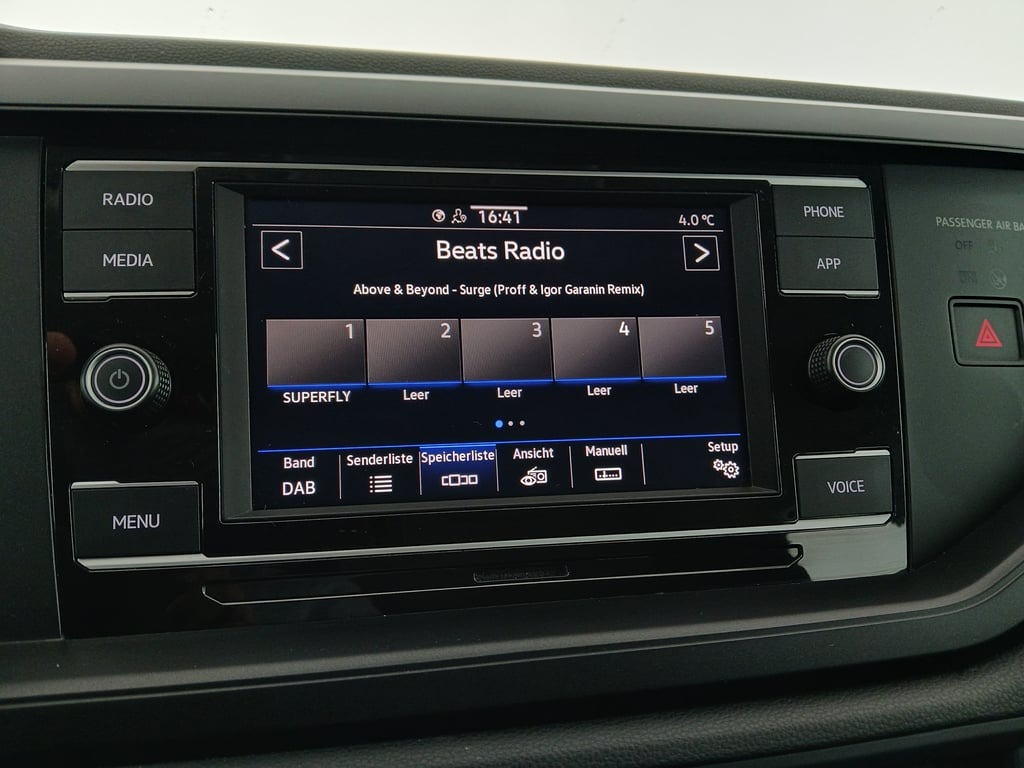 RADIO
MEDIA
MENU
16:41
4.0 °C
<
Beats Radio
>
Above & Beyond - Surge (Proff & Igor Garanin Remix)
1 2 3 4 5
SUPERFLY Leer Leer Leer Leer
Band
DAB
Senderliste
Speicherliste
Ansicht
Manuell
Setup
PHONE
APP
VOICE
PASSENGER AIR BA
OFF